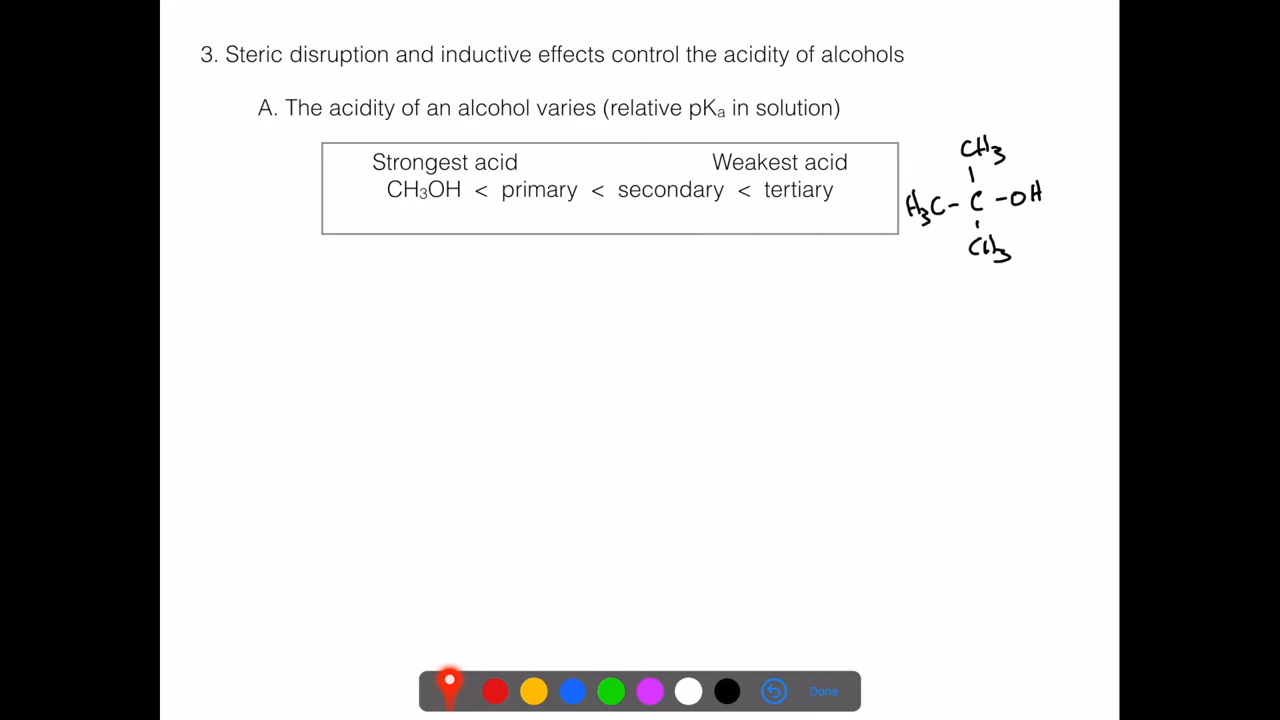 3. Steric disruption and inductive effects control the acidity of alcohols
A. The acidity of an alcohol varies (relative pKₐ in solution)
Strongest acid Weakest acid
CH₃OH < primary < secondary < tertiary
CH₃
H₃C - C - OH
CH₃
Done